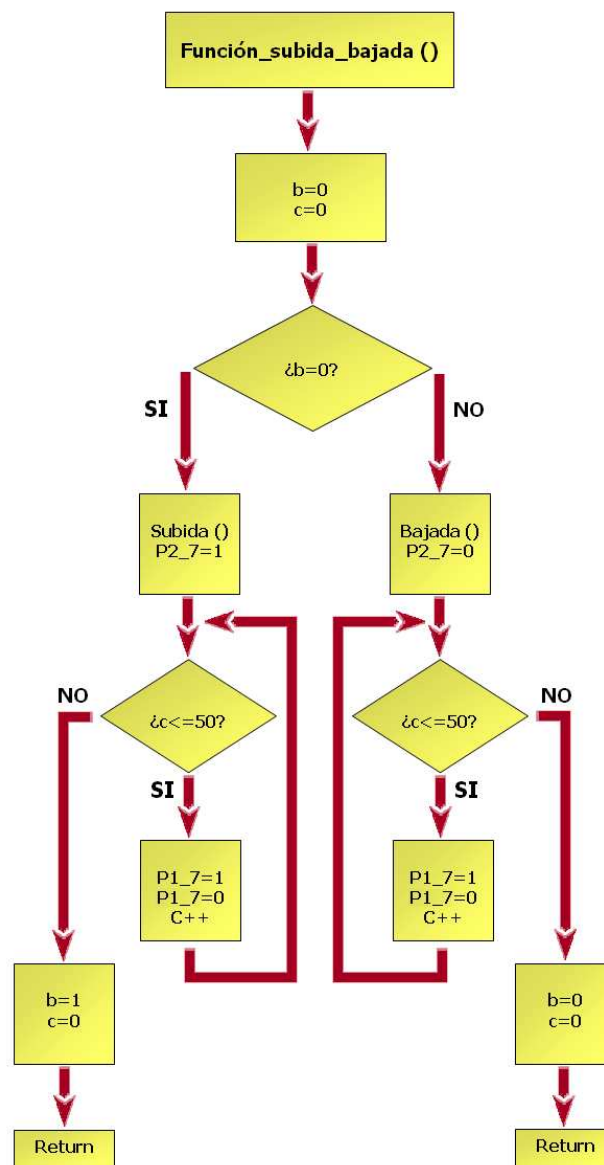 Función_subida_bajada ()
b=0
c=0
¿b=0?
SI
NO
Subida ()
P2_7=1
Bajada ()
P2_7=0
NO
¿c<=50?
¿c<=50?
NO
SI
SI
P1_7=1
P1_7=0
C++
P1_7=1
P1_7=0
C++
b=1
c=0
b=0
c=0
Return
Return